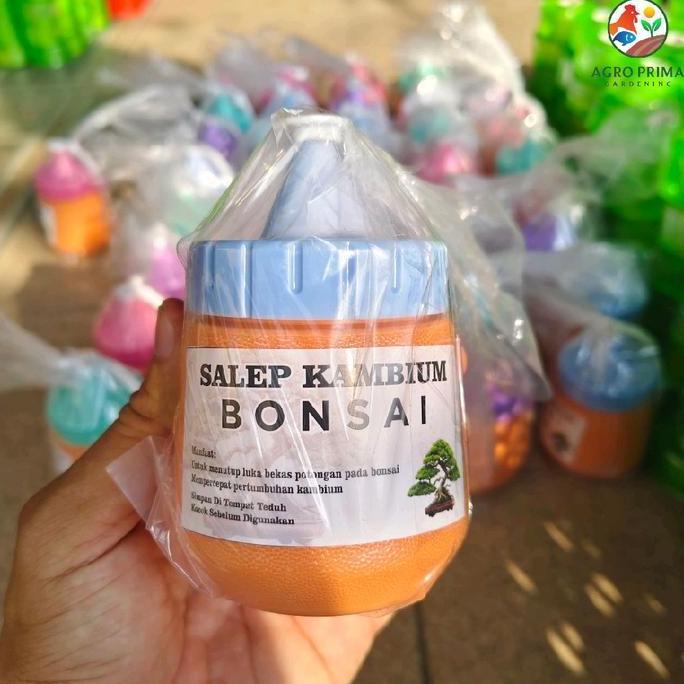 AGRO PRIMA
GARDENING
SALEP KAMBIUM
BONSAI
Manfaat:
Untuk menutup luka bekas potongan pada bonsai
Mempercepat pertumbuhan kambium
Simpan Di Tempat Teduh
Kocok Sebelum Digunakan